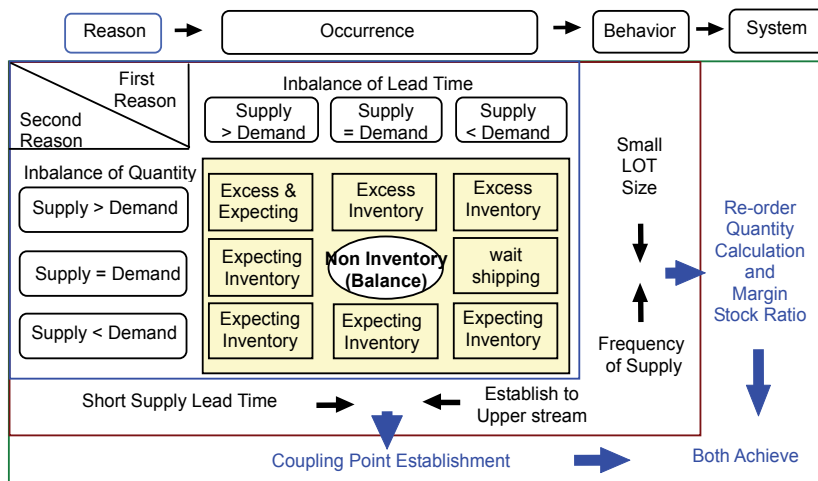 Reason
Occurrence
Behavior
System
First
Reason
Second
Reason
Inbalance of Lead Time
Supply
> Demand
Supply
= Demand
Supply
< Demand
Inbalance of Quantity
Supply > Demand
Excess &
Expecting
Excess
Inventory
Excess
Inventory
Supply = Demand
Expecting
Inventory
Non Inventory
(Balance)
wait
shipping
Supply < Demand
Expecting
Inventory
Expecting
Inventory
Expecting
Inventory
Small
LOT
Size
Frequency
of Supply
Re-order
Quantity
Calculation
and
Margin
Stock Ratio
Short Supply Lead Time
Establish to
Upper stream
Coupling Point Establishment
Both Achieve